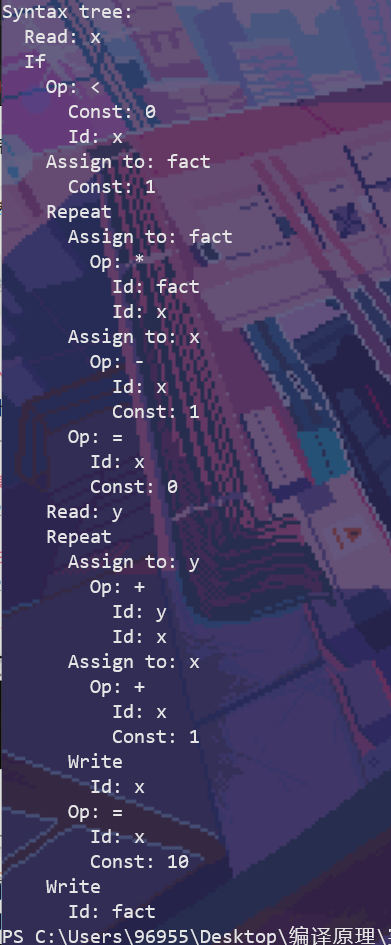 Syntax tree:
  Read: x
  If
    Op: <
      Const: 0
      Id: x
    Assign to: fact
      Const: 1
    Repeat
      Assign to: fact
        Op: *
          Id: fact
          Id: x
      Assign to: x
        Op: -
          Id: x
          Const: 1
      Op: =
        Id: x
        Const: 0
    Read: y
    Repeat
      Assign to: y
        Op: +
          Id: y
          Id: x
      Assign to: x
        Op: +
          Id: x
          Const: 1
      Write
        Id: x
      Op: =
        Id: x
        Const: 10
    Write
      Id: fact
PS C:\Users\96955\Desktop\编译原理\